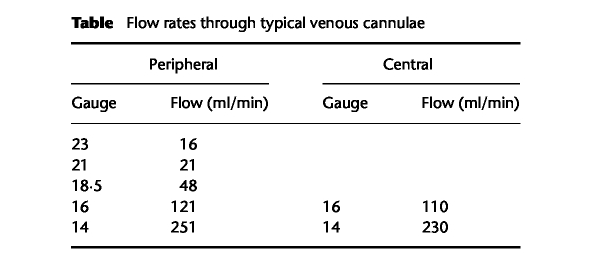 Table Flow rates through typical venous cannulae
Peripheral Central
Gauge Flow (ml/min) Gauge Flow (ml/min)
23 16
21 21
18·5 48
16 121 16 110
14 251 14 230